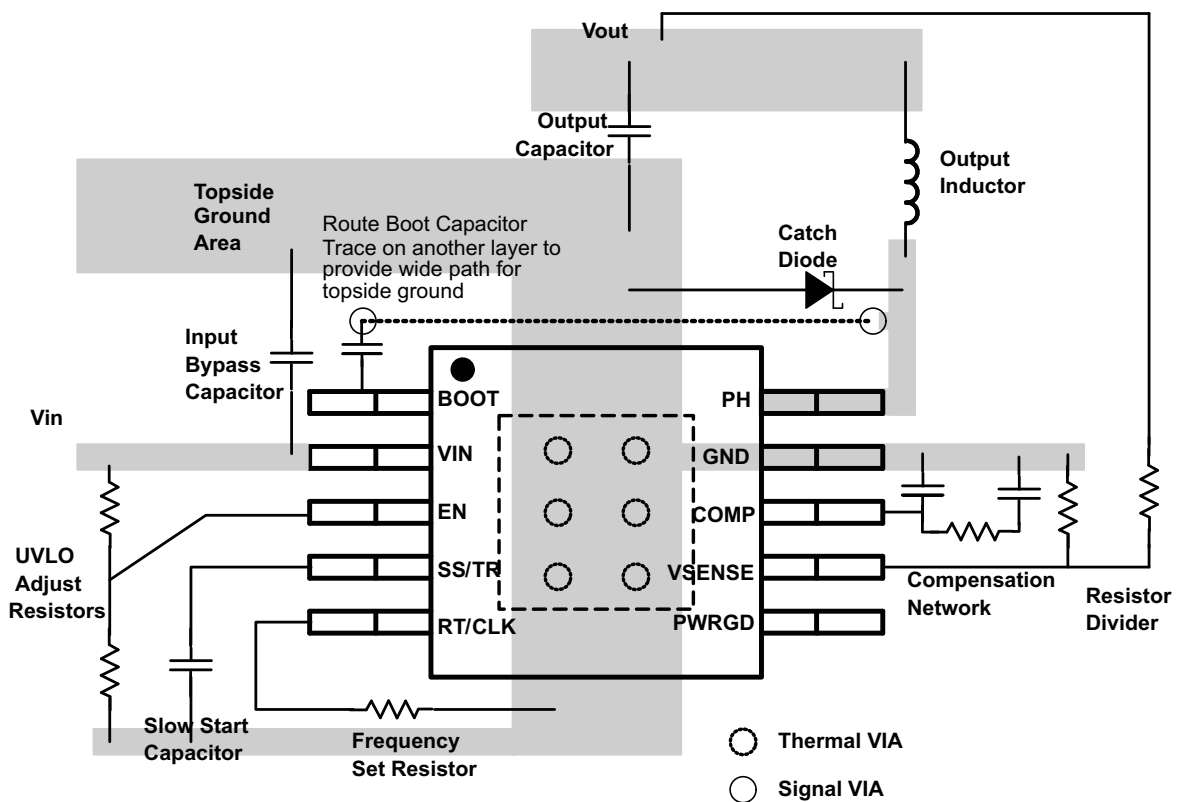 Vout
Output
Capacitor
Output
Inductor
Topside
Ground
Area
Route Boot Capacitor
Trace on another layer to
provide wide path for
topside ground
Catch
Diode
Input
Bypass
Capacitor
Vin
BOOT
VIN
EN
SS/TR
RT/CLK
PH
GND
COMP
VSENSE
PWRGD
UVLO
Adjust
Resistors
Compensation
Network
Resistor
Divider
Slow Start
Capacitor
Frequency
Set Resistor
Thermal VIA
Signal VIA